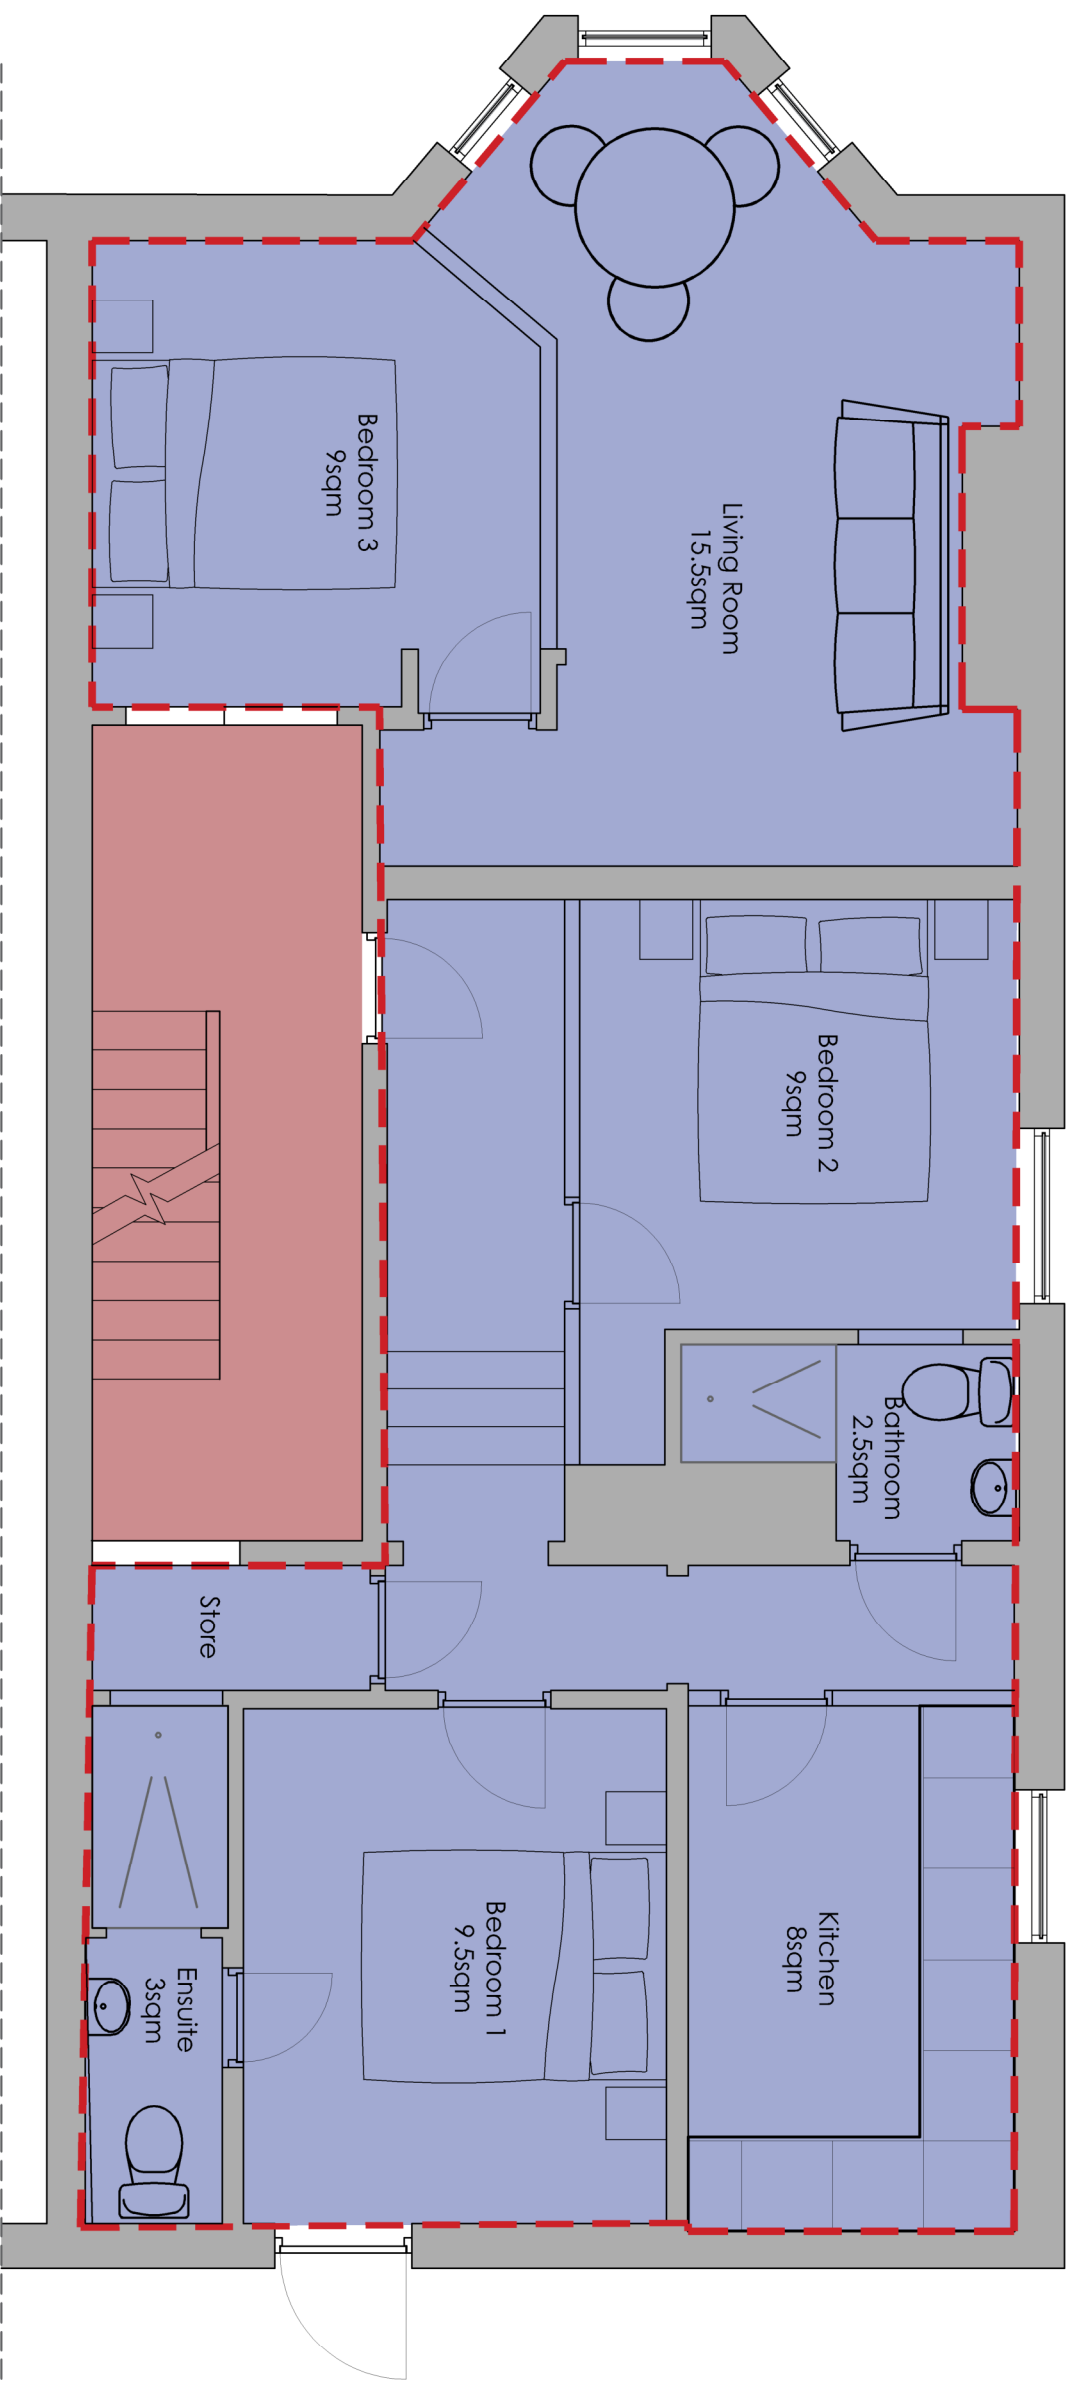 Bedroom 3
9sqm
Living Room
15.5sqm
Bedroom 2
9sqm
Bathroom
2.5sqm
Store
Ensuite
3sqm
Bedroom 1
9.5sqm
Kitchen
8sqm